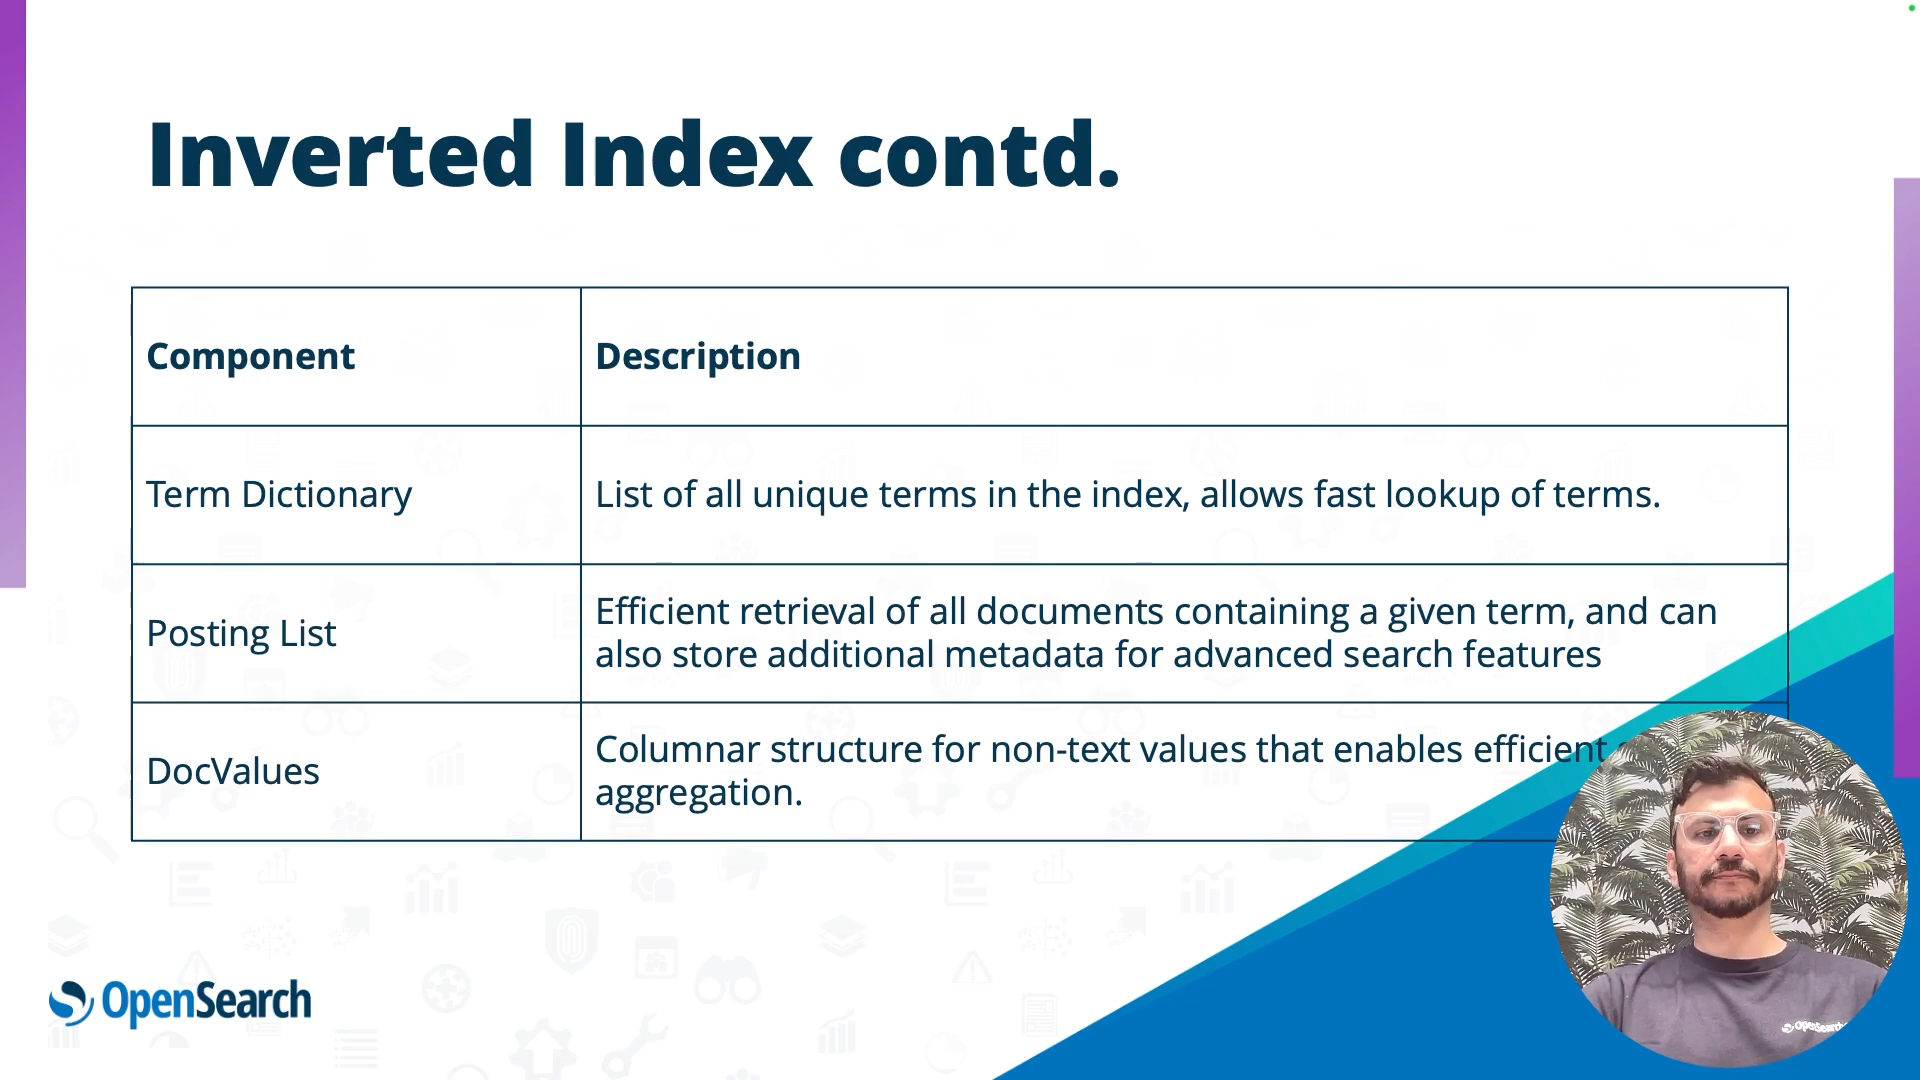 Inverted Index contd.
Component
Description
Term Dictionary
List of all unique terms in the index, allows fast lookup of terms.
Posting List
Efficient retrieval of all documents containing a given term, and can
also store additional metadata for advanced search features
DocValues
Columnar structure for non-text values that enables efficient
aggregation.
OpenSearch
OpenSearch